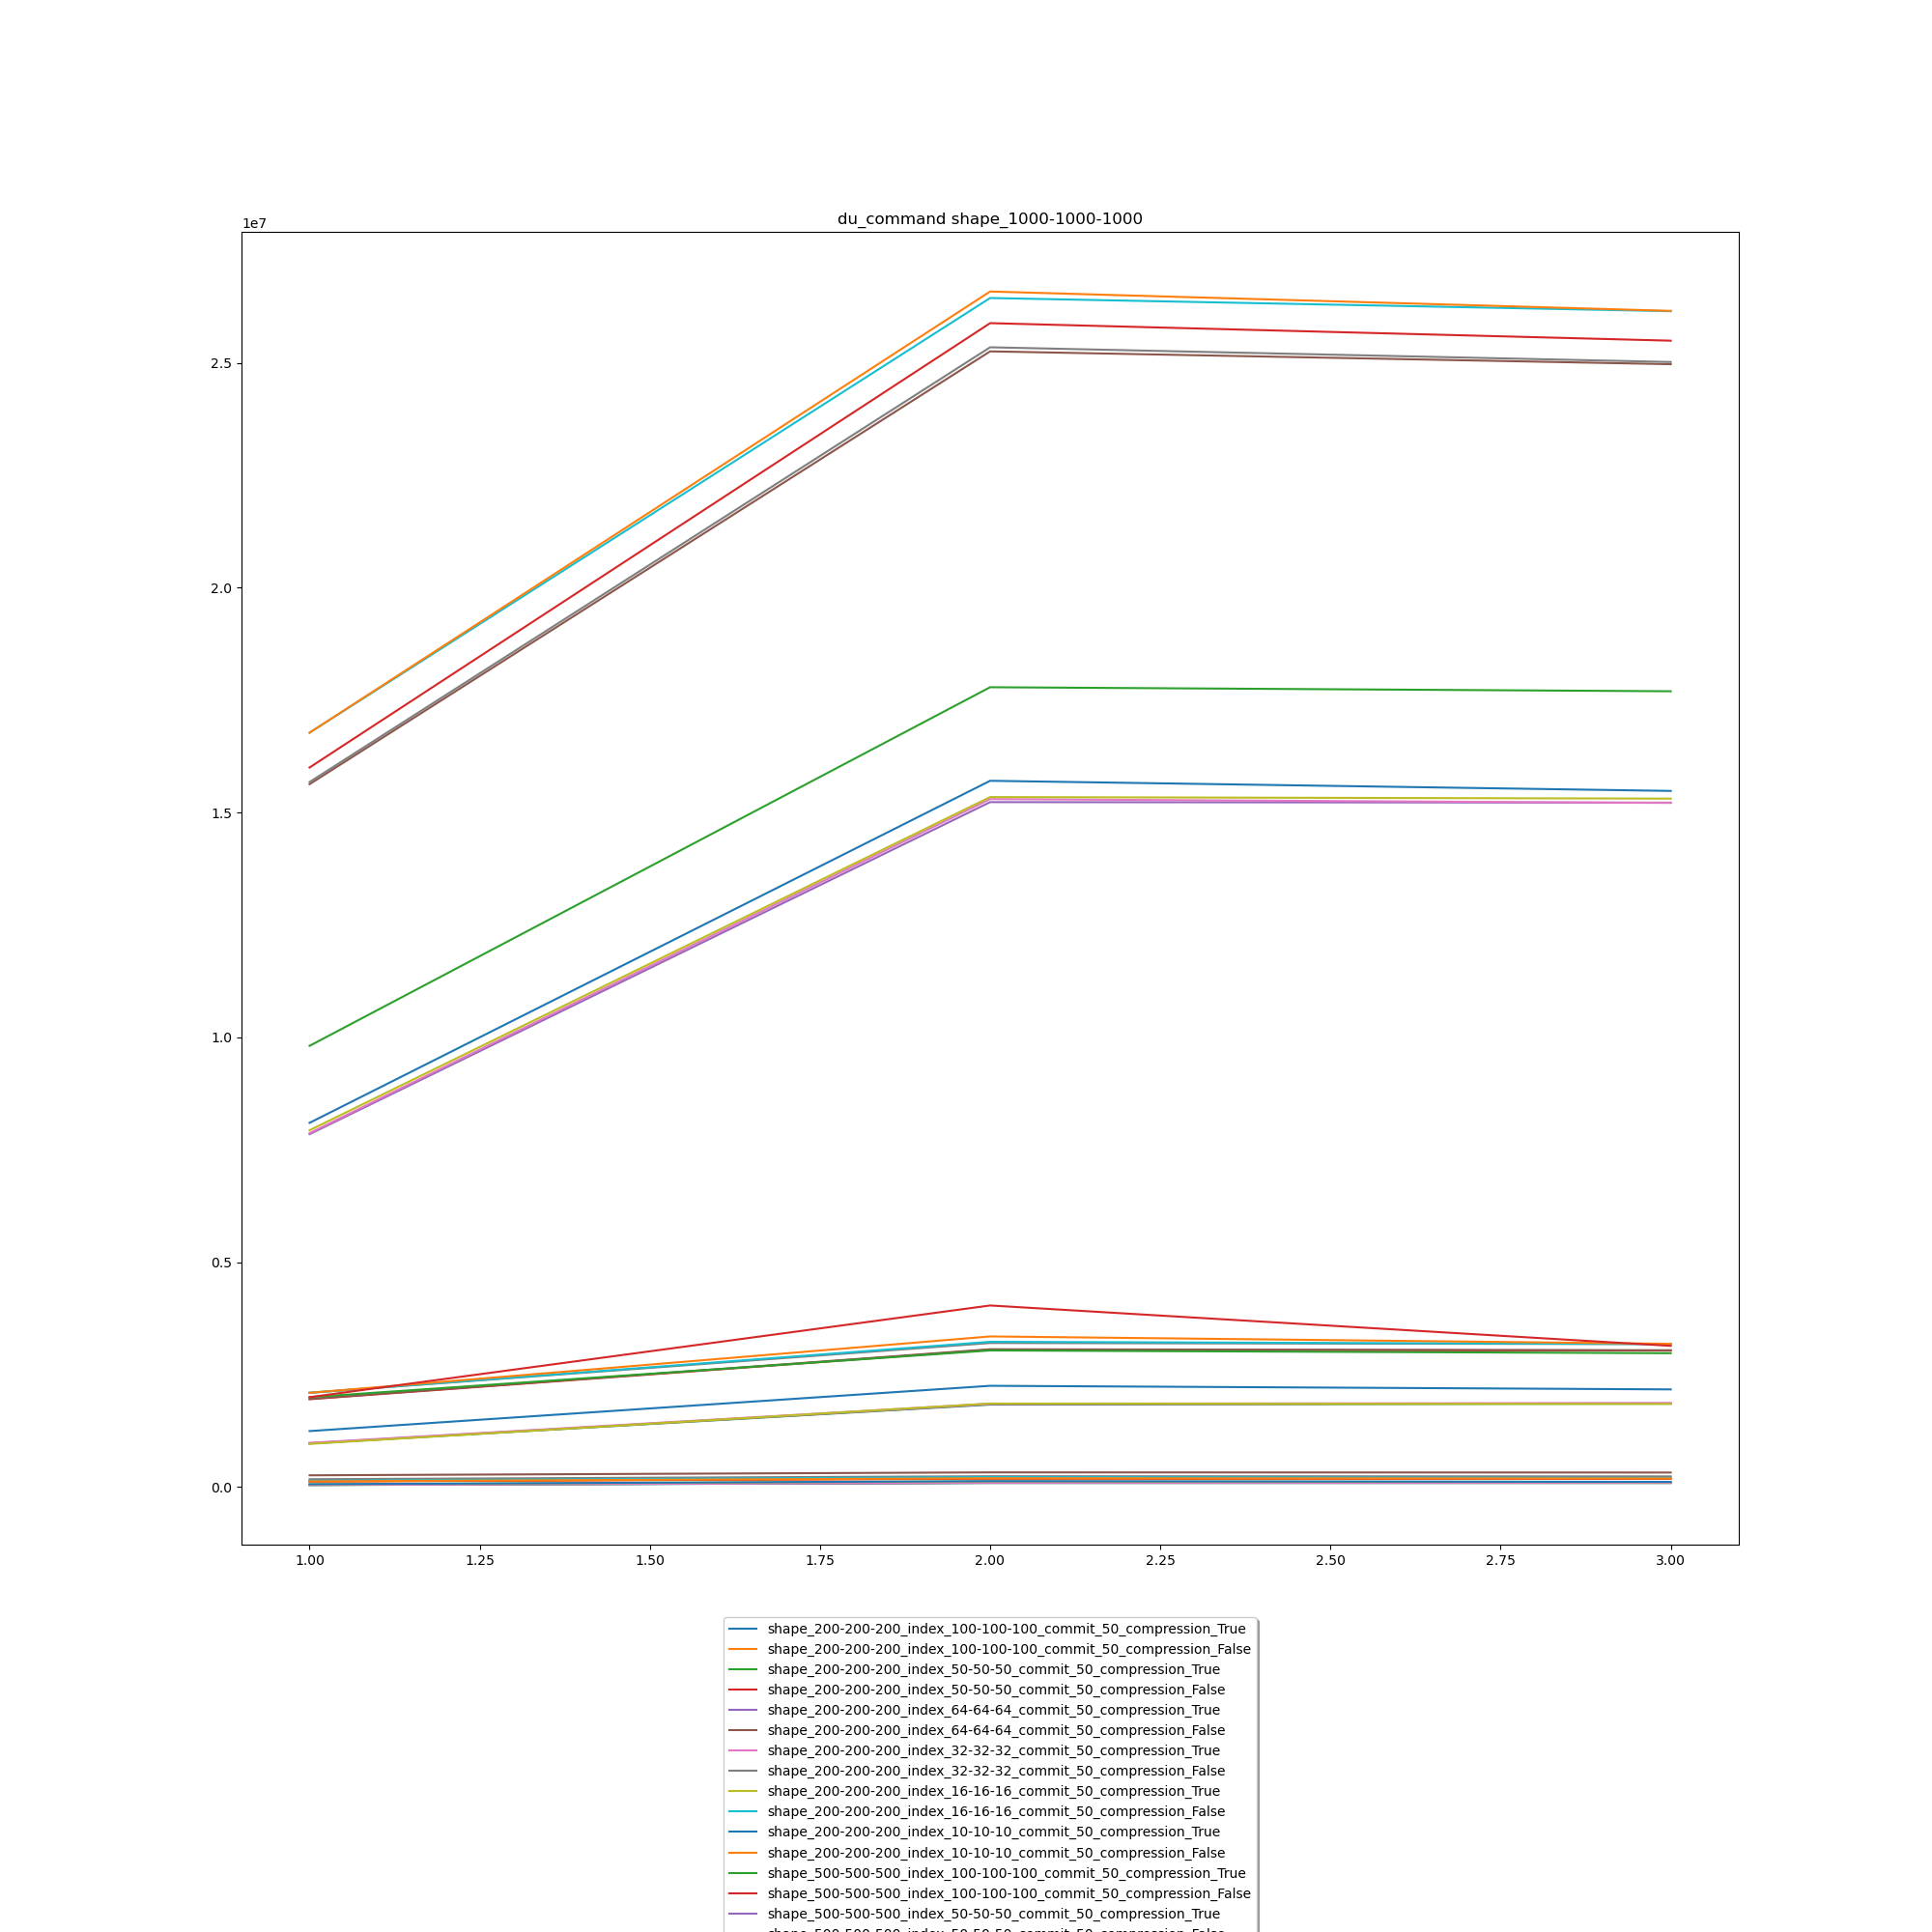 du_command shape_1000-1000-1000
1e7
2.5
2.0
1.5
1.0
0.5
0.0
1.00 1.25 1.50 1.75 2.00 2.25 2.50 2.75 3.00
shape_200-200-200_index_100-100-100_commit_50_compression_True
shape_200-200-200_index_100-100-100_commit_50_compression_False
shape_200-200-200_index_50-50-50_commit_50_compression_True
shape_200-200-200_index_50-50-50_commit_50_compression_False
shape_200-200-200_index_64-64-64_commit_50_compression_True
shape_200-200-200_index_64-64-64_commit_50_compression_False
shape_200-200-200_index_32-32-32_commit_50_compression_True
shape_200-200-200_index_32-32-32_commit_50_compression_False
shape_200-200-200_index_16-16-16_commit_50_compression_True
shape_200-200-200_index_16-16-16_commit_50_compression_False
shape_200-200-200_index_10-10-10_commit_50_compression_True
shape_200-200-200_index_10-10-10_commit_50_compression_False
shape_500-500-500_index_100-100-100_commit_50_compression_True
shape_500-500-500_index_100-100-100_commit_50_compression_False
shape_500-500-500_index_50-50-50_commit_50_compression_True